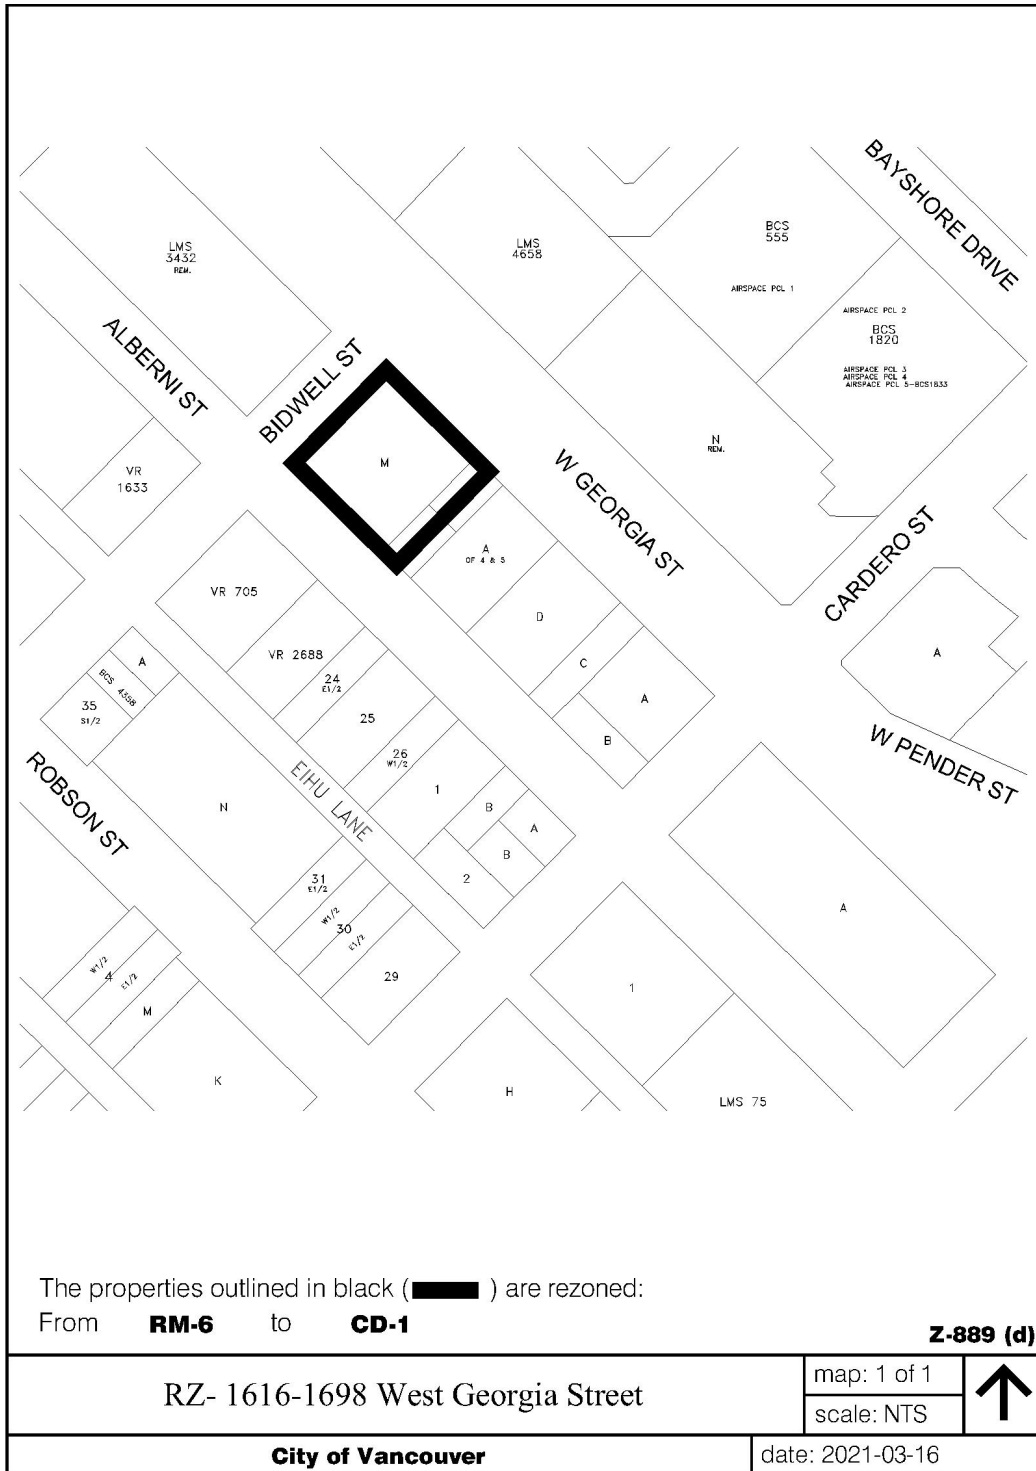 BAYSHORE DRIVE
BCS
555
LMS
3432
REM.
LMS
4658
AIRSPACE PCL 1
AIRSPACE PCL 2
BCS
1820
AIRSPACE PCL 3
AIRSPACE PCL 4
AIRSPACE PCL 5-BCS1833
ALBERNI ST
BIDWELL ST
M
N
REM.
VR
1633
W GEORGIA ST
CARDERO ST
A
OF 4 & 5
VR 705
D
VR 2688
C
A
A
24
E1/2
A
BCS 4358
35
S1/2
25
B
26
W1/2
W PENDER ST
ROBSON ST
EIHU LANE
N
1
B
A
B
2
31
E1/2
W1/2
30
E1/2
29
A
1
W1/2
4
E1/2
M
K
H
LMS 75
The properties outlined in black ( ) are rezoned:
From RM-6 to CD-1
Z-889 (d)
RZ- 1616-1698 West Georgia Street
map: 1 of 1
scale: NTS
City of Vancouver
date: 2021-03-16